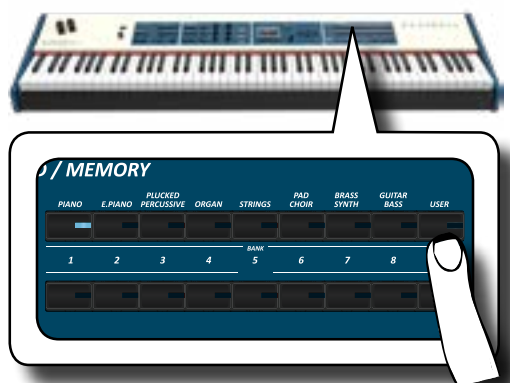 / MEMORY
PIANO E.PIANO PLUCKED PERCUSSIVE ORGAN STRINGS PAD CHOIR BRASS SYNTH GUITAR BASS USER
BANK
1 2 3 4 5 6 7 8